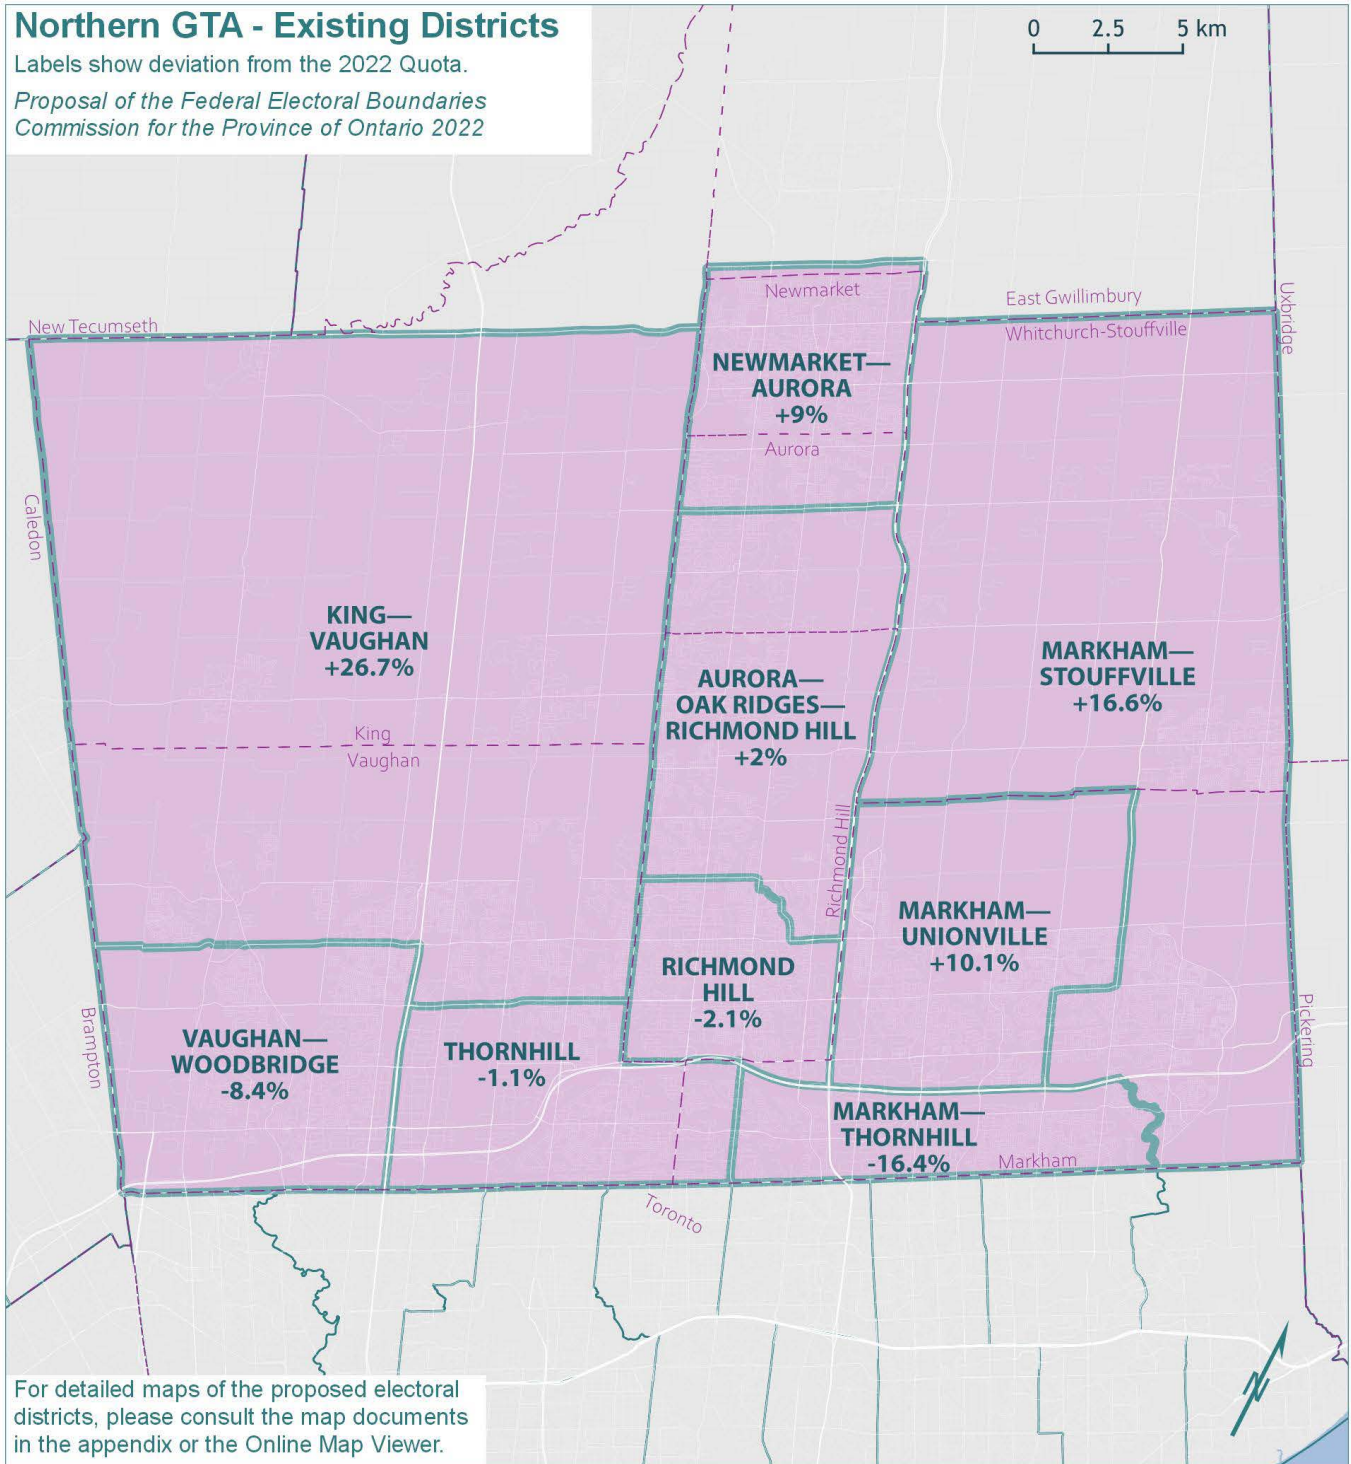 Northern GTA - Existing Districts
Labels show deviation from the 2022 Quota.
Proposal of the Federal Electoral Boundaries
Commission for the Province of Ontario 2022
0 2.5 5 km
Newmarket
East Gwillimbury
Uxbridge
New Tecumseth
Whitchurch-Stouffville
NEWMARKET—
AURORA
+9%
Aurora
Caledon
KING—
VAUGHAN
+26.7%
MARKHAM—
STOUFFVILLE
+16.6%
AURORA—
OAK RIDGES—
RICHMOND HILL
+2%
King
Vaughan
Richmond Hill
MARKHAM—
UNIONVILLE
+10.1%
RICHMOND
HILL
-2.1%
Brampton
VAUGHAN—
WOODBRIDGE
-8.4%
THORNHILL
-1.1%
Pickering
MARKHAM—
THORNHILL
-16.4%
Markham
Toronto
N
For detailed maps of the proposed electoral
districts, please consult the map documents
in the appendix or the Online Map Viewer.